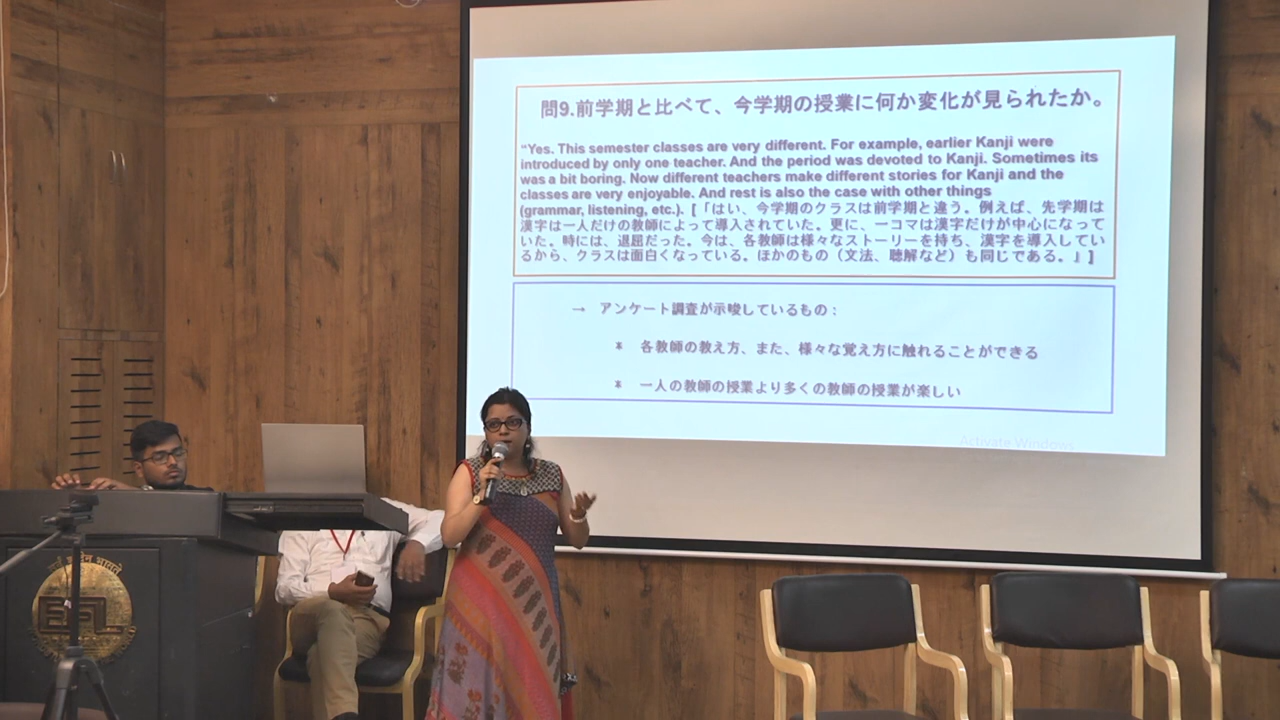 問9.前学期と比べて、今学期の授業に何か変化が見られたか。
“Yes. This semester classes are very different. For example, earlier Kanji were
introduced by only one teacher. And the period was devoted to Kanji. Sometimes its
was a bit boring. Now different teachers make different stories for Kanji and the
classes are very enjoyable. And rest is also the case with other things
(grammar, listening, etc.). [「はい、今学期のクラスは前学期と違う。例えば、先学期は
漢字は一人だけの教師によって導入されていた。更に、一コマは漢字だけが中心になって
いた。時には、退屈だった。今は、各教師は様々なストーリーを持ち、漢字を導入してい
るから、クラスは面白くなっている。ほかのもの（文法、聴解など）も同じである。」]
→ アンケート調査が示唆しているもの：
* 各教師の教え方、また、様々な覚え方に触れることができる
* 一人の教師の授業より多くの教師の授業が楽しい
Activate Windows